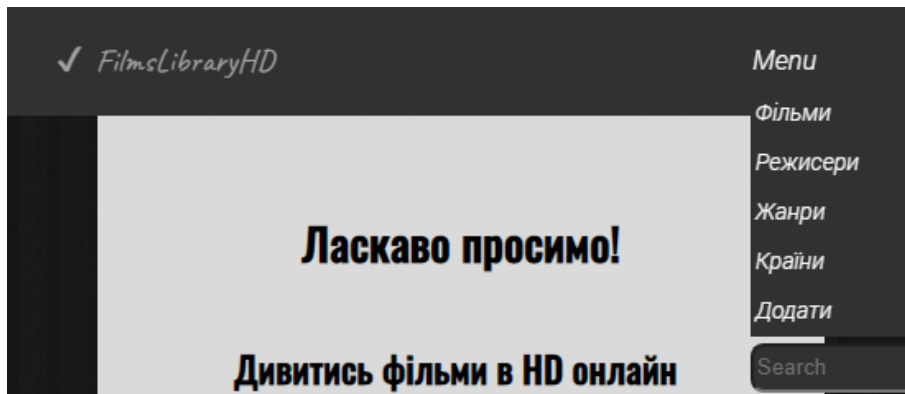 ✓ FilmsLibraryHD
Menu
Фільми
Режисери
Жанри
Країни
Додати
Search
Ласкаво просимо!
Дивитись фільми в HD онлайн